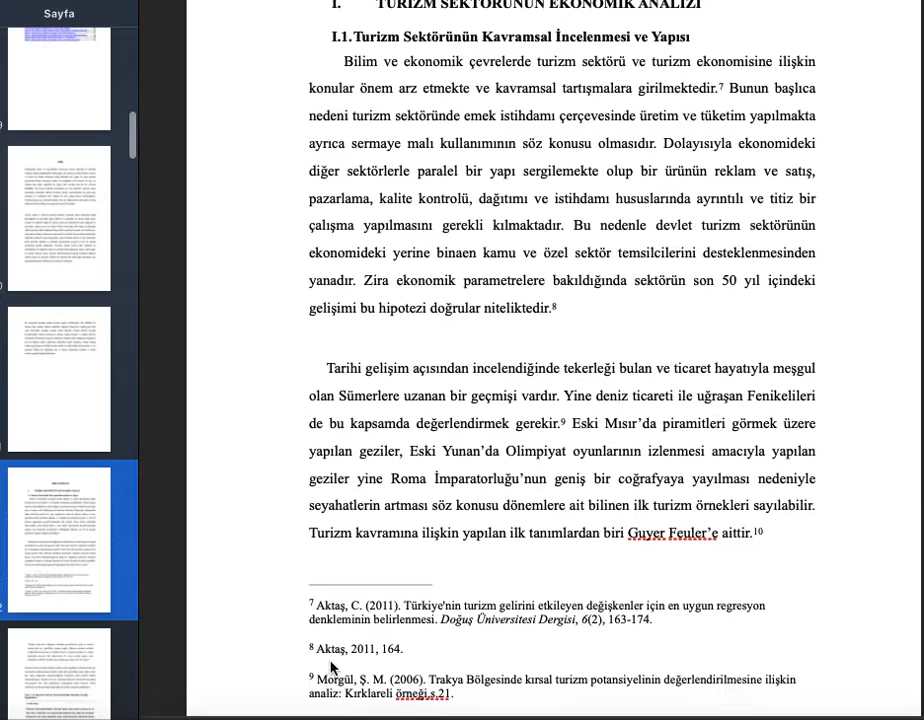 Sayfa
I. TURİZM SEKTÖRÜNÜN EKONOMİK ANALİZİ
I.1.Turizm Sektörünün Kavramsal İncelenmesi ve Yapısı
Bilim ve ekonomik çevrelerde turizm sektörü ve turizm ekonomisine ilişkin
konular önem arz etmekte ve kavramsal tartışmalara girilmektedir.7 Bunun başlıca
nedeni turizm sektöründe emek istihdamı çerçevesinde üretim ve tüketim yapılmakta
ayrıca sermaye malı kullanımının söz konusu olmasıdır. Dolayısıyla ekonomideki
diğer sektörlerle paralel bir yapı sergilemekte olup bir ürünün reklam ve satış,
pazarlama, kalite kontrolü, dağıtımı ve istihdamı hususlarında ayrıntılı ve titiz bir
çalışma yapılmasını gerekli kılmaktadır. Bu nedenle devlet turizm sektörünün
ekonomideki yerine binaen kamu ve özel sektör temsilcilerini desteklenmesinden
yanadır. Zira ekonomik parametrelere bakıldığında sektörün son 50 yıl içindeki
gelişimi bu hipotezi doğrular niteliktedir.8
Tarihi gelişim açısından incelendiğinde tekerleği bulan ve ticaret hayatıyla meşgul
olan Sümerlere uzanan bir geçmişi vardır. Yine deniz ticareti ile uğraşan Fenikelileri
de bu kapsamda değerlendirmek gerekir.9 Eski Mısır’da piramitleri görmek üzere
yapılan geziler, Eski Yunan’da Olimpiyat oyunlarının izlenmesi amacıyla yapılan
geziler yine Roma İmparatorluğu’nun geniş bir coğrafyaya yayılması nedeniyle
seyahatlerin artması söz konusu dönemlere ait bilinen ilk turizm örnekleri sayılabilir.
Turizm kavramına ilişkin yapılan ilk tanımlardan biri Guyer Feuler’e aittir.10
7 Aktaş, C. (2011). Türkiye'nin turizm gelirini etkileyen değişkenler için en uygun regresyon
denkleminin belirlenmesi. Doğuş Üniversitesi Dergisi, 6(2), 163-174.
8 Aktaş, 2011, 164.
9 Morgül, Ş. M. (2006). Trakya Bölgesinde kırsal turizm potansiyelinin değerlendirilmesine ilişkin
analiz: Kırklareli örneği,s.21.